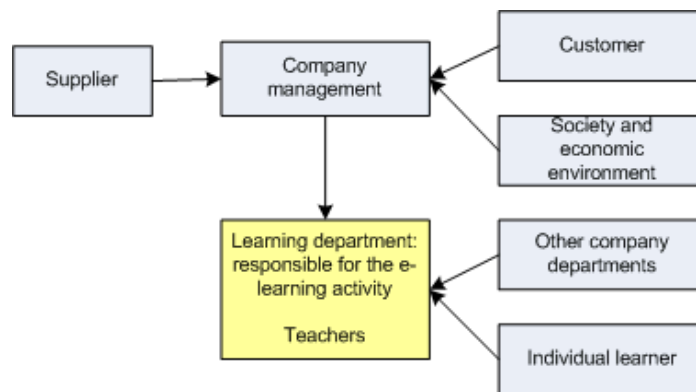 Customer
Supplier
Company
management
Society and
economic
environment
Learning department:
responsible for the e-
learning activity
Teachers
Other company
departments
Individual learner